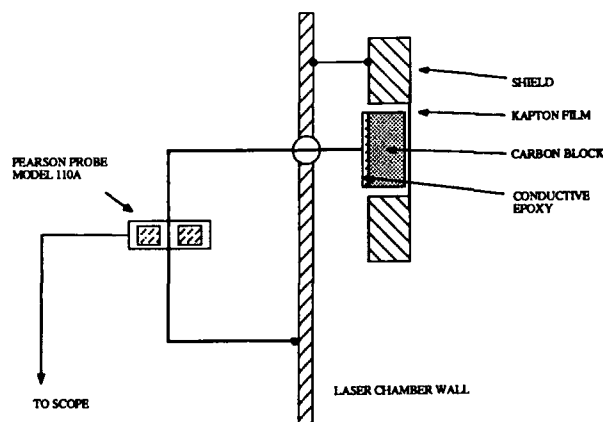 SHIELD
KAPTON FILM
PEARSON PROBE
MODEL 110A
CARBON BLOCK
CONDUCTIVE
EPOXY
LASER CHAMBER WALL
TO SCOPE